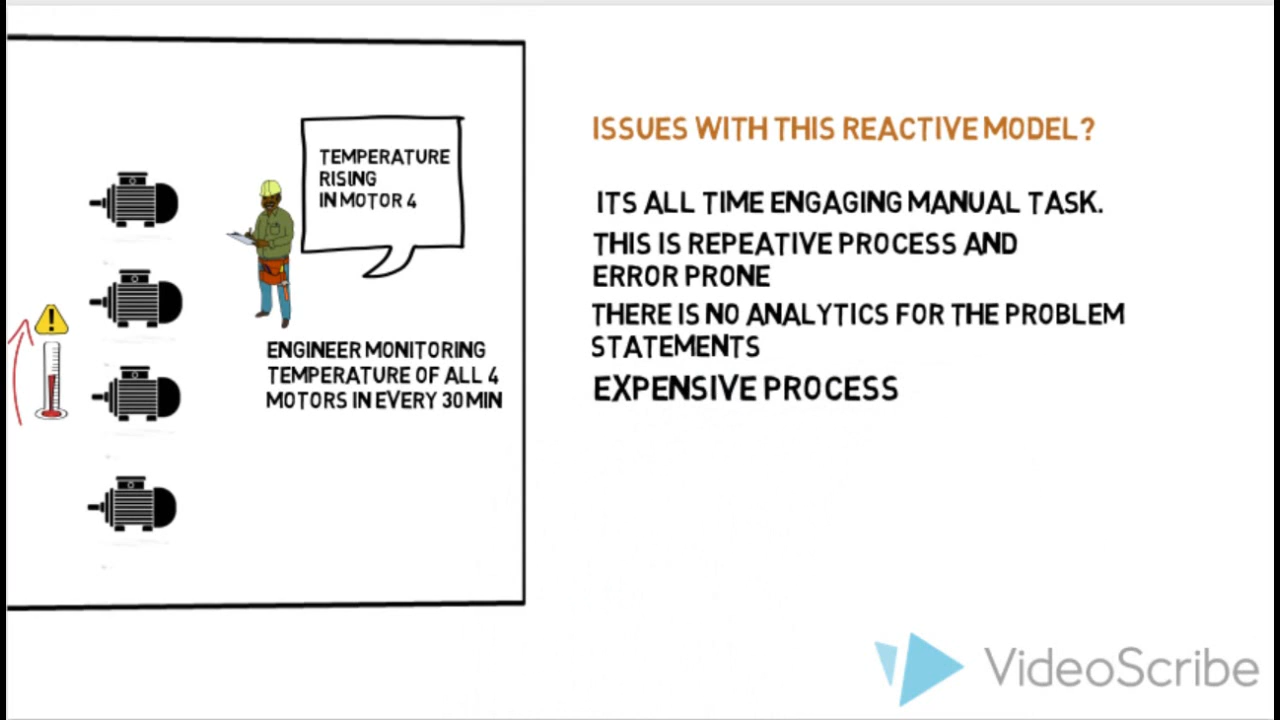 TEMPERATURE
RISING
IN MOTOR 4
ENGINEER MONITORING
TEMPERATURE OF ALL 4
MOTORS IN EVERY 30 MIN
ISSUES WITH THIS REACTIVE MODEL?
ITS ALL TIME ENGAGING MANUAL TASK.
THIS IS REPEATIVE PROCESS AND
ERROR PRONE
THERE IS NO ANALYTICS FOR THE PROBLEM
STATEMENTS
EXPENSIVE PROCESS
VideoScribe